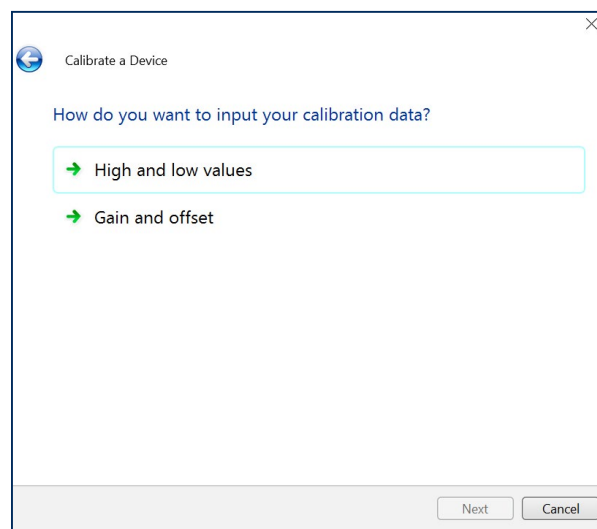 Calibrate a Device
How do you want to input your calibration data?
High and low values
Gain and offset
Next
Cancel